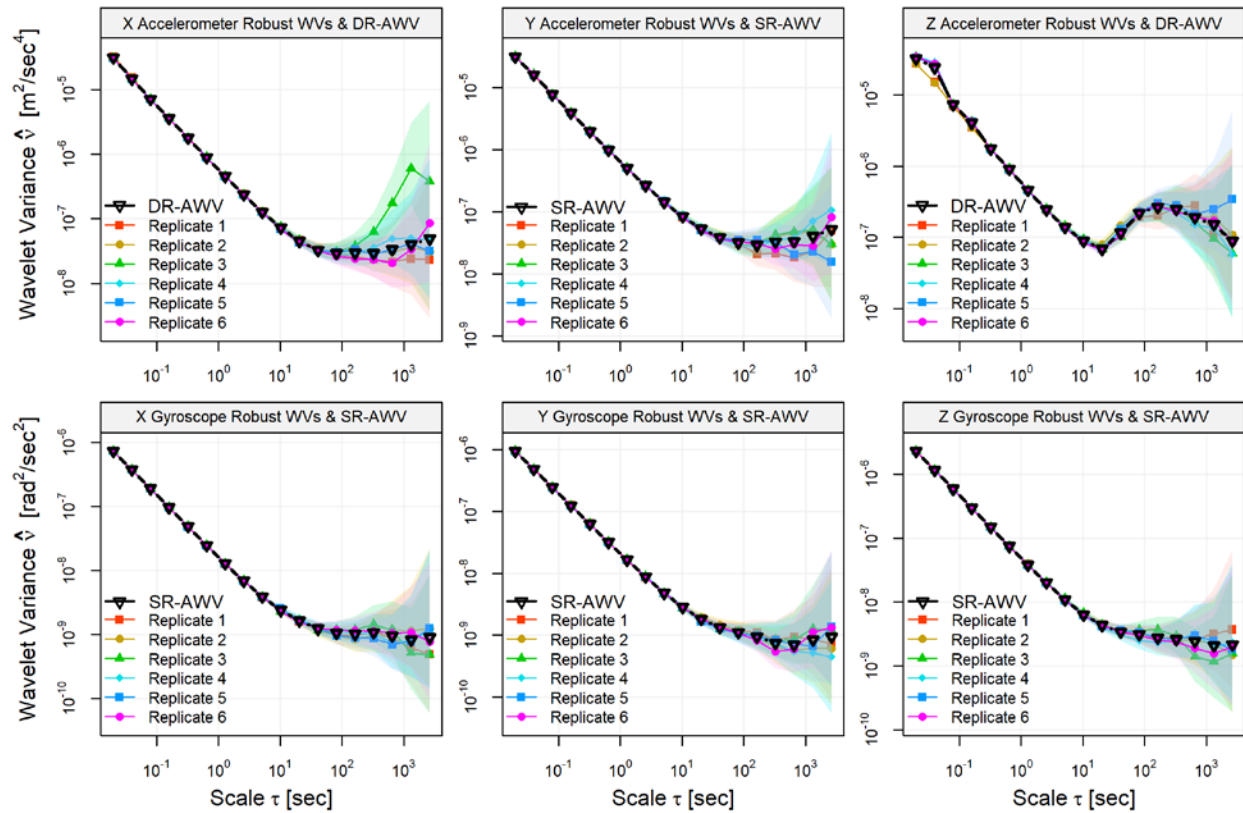 X Accelerometer Robust WVs & DR-AWV
Y Accelerometer Robust WVs & SR-AWV
Z Accelerometer Robust WVs & DR-AWV
Wavelet Variance ν̂ [m²/sec⁴]
10⁻⁵
10⁻⁶
10⁻⁷
10⁻⁸
DR-AWV
Replicate 1
Replicate 2
Replicate 3
Replicate 4
Replicate 5
Replicate 6
10⁻¹ 10⁰ 10¹ 10² 10³
10⁻⁵
10⁻⁶
10⁻⁷
10⁻⁸
10⁻⁹
SR-AWV
Replicate 1
Replicate 2
Replicate 3
Replicate 4
Replicate 5
Replicate 6
10⁻¹ 10⁰ 10¹ 10² 10³
10⁻⁵
10⁻⁶
10⁻⁷
10⁻⁸
DR-AWV
Replicate 1
Replicate 2
Replicate 3
Replicate 4
Replicate 5
Replicate 6
10⁻¹ 10⁰ 10¹ 10² 10³
X Gyroscope Robust WVs & SR-AWV
Y Gyroscope Robust WVs & SR-AWV
Z Gyroscope Robust WVs & SR-AWV
Wavelet Variance ν̂ [rad²/sec²]
10⁻⁶
10⁻⁷
10⁻⁸
10⁻⁹
10⁻¹⁰
SR-AWV
Replicate 1
Replicate 2
Replicate 3
Replicate 4
Replicate 5
Replicate 6
10⁻¹ 10⁰ 10¹ 10² 10³
Scale τ [sec]
10⁻⁶
10⁻⁷
10⁻⁸
10⁻⁹
10⁻¹⁰
SR-AWV
Replicate 1
Replicate 2
Replicate 3
Replicate 4
Replicate 5
Replicate 6
10⁻¹ 10⁰ 10¹ 10² 10³
Scale τ [sec]
10⁻⁶
10⁻⁷
10⁻⁸
10⁻⁹
10⁻¹⁰
SR-AWV
Replicate 1
Replicate 2
Replicate 3
Replicate 4
Replicate 5
Replicate 6
10⁻¹ 10⁰ 10¹ 10² 10³
Scale τ [sec]